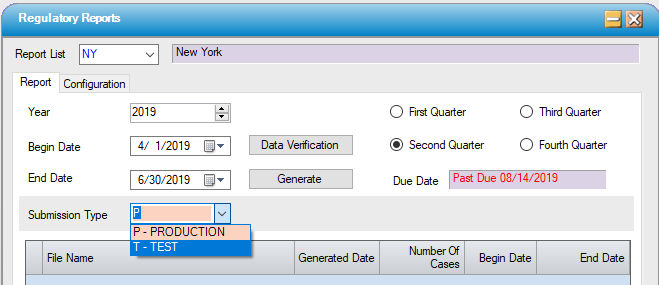 Regulatory Reports
Report List NY New York
Report Configuration
Year 2019 First Quarter Third Quarter
Begin Date 4/ 1/2019 Data Verification Second Quarter Fourth Quarter
End Date 6/30/2019 Generate Due Date Past Due 08/14/2019
Submission Type P
P - PRODUCTION
T - TEST
File Name Generated Date Number Of Cases Begin Date End Date